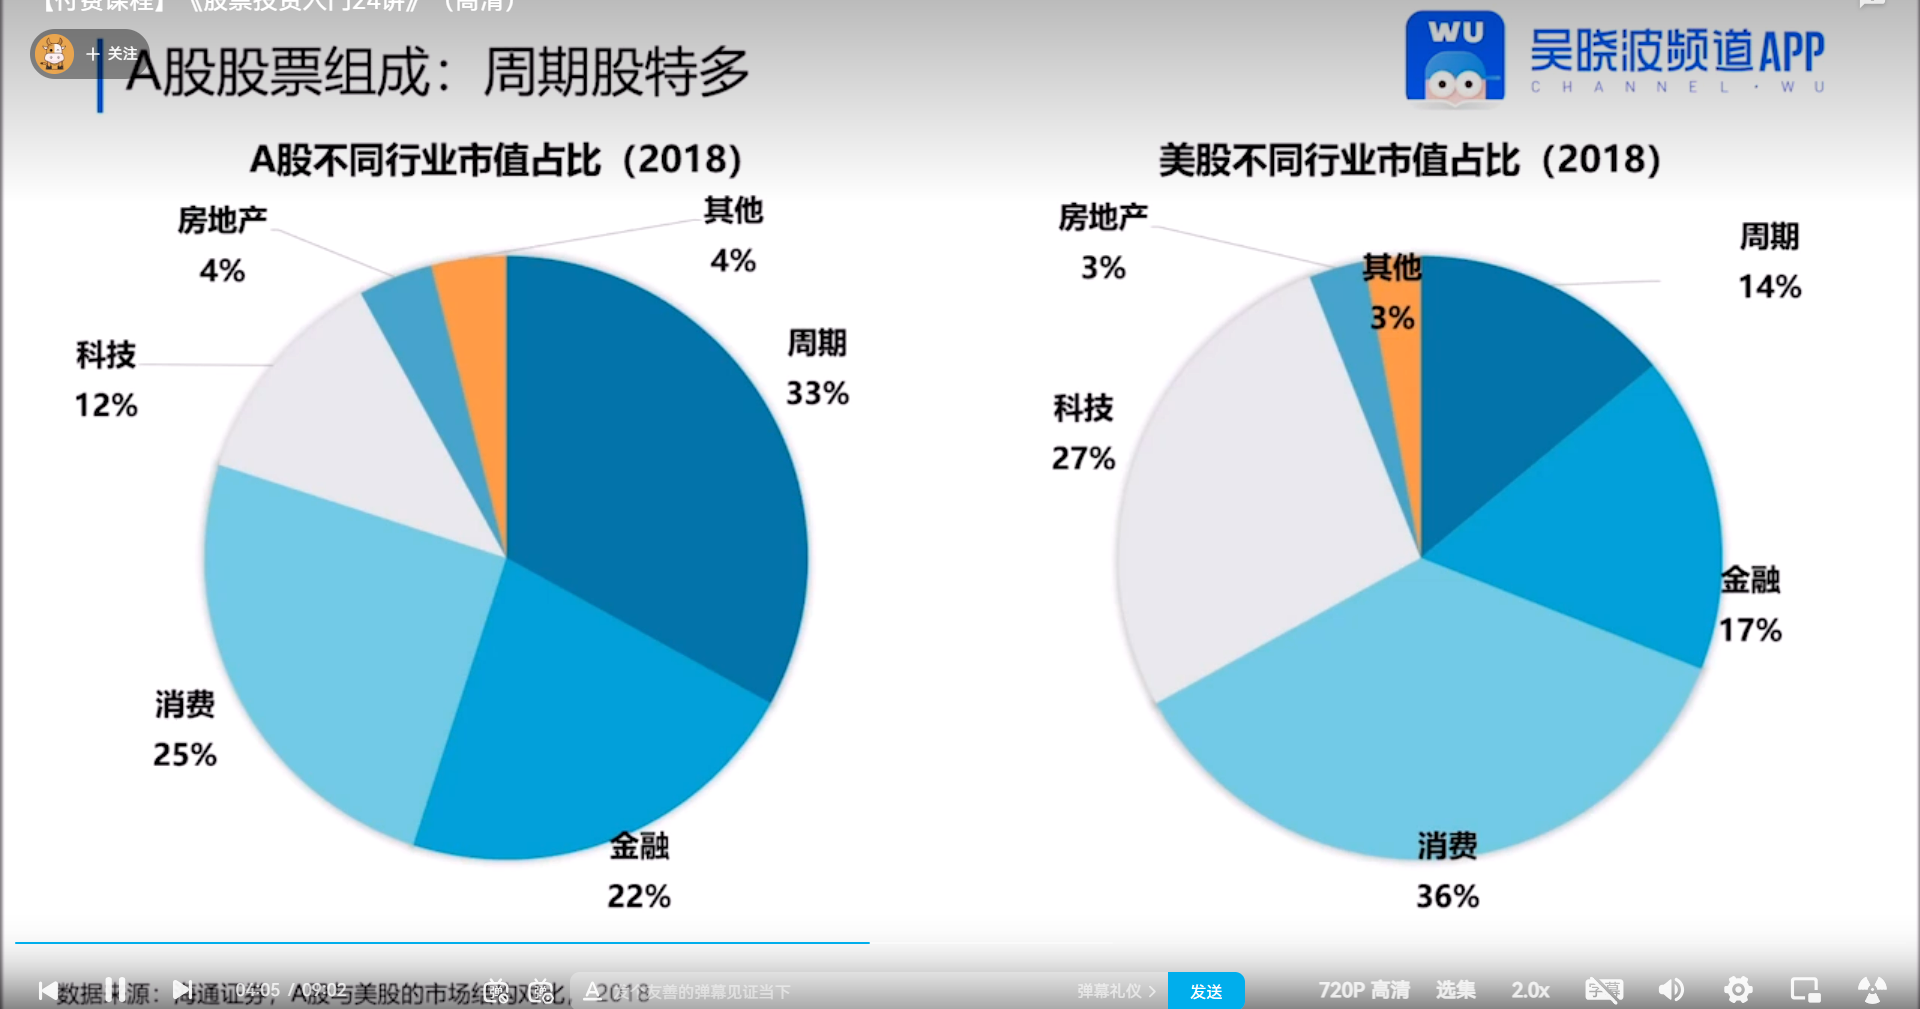 【付费课程】《股票投资入门24讲》（高清）
+ 关注
A股股票组成：周期股特多
WU
吴晓波频道APP
CHANNEL·WU
A股不同行业市值占比（2018）
房地产
4%
其他
4%
科技
12%
周期
33%
消费
25%
金融
22%
美股不同行业市值占比（2018）
房地产
3%
其他
3%
周期
14%
科技
27%
金融
17%
消费
36%
数据来源：海通证券，A股与美股的市场结构对比，2018
04:05 / 09:02
发个友善的弹幕见证当下
弹幕礼仪 >
发送
720P 高清
选集
2.0x
字幕